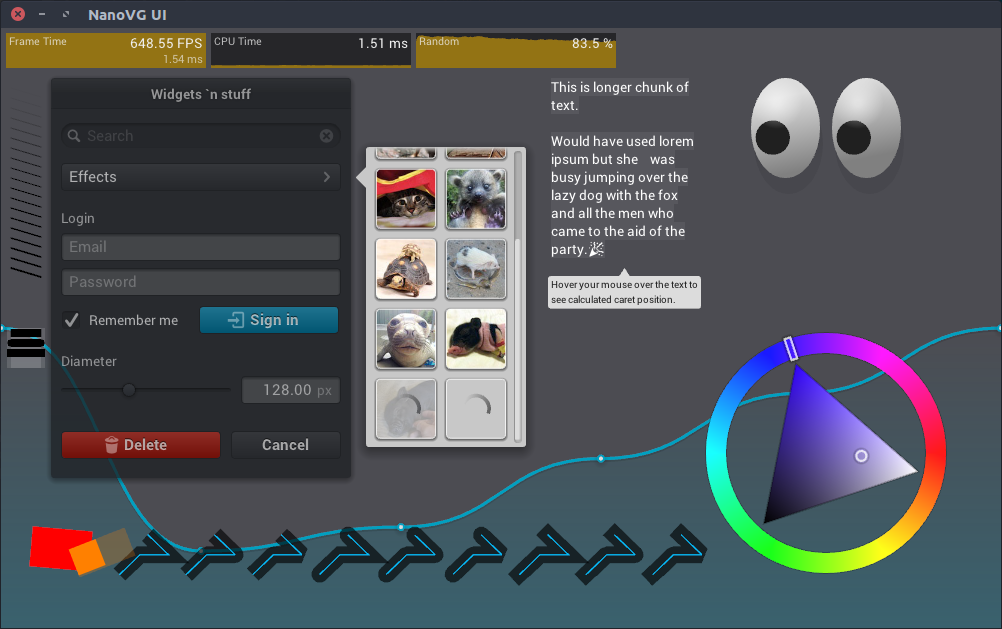 NanoVG UI
Frame Time
648.55 FPS
1.54 ms
CPU Time
1.51 ms
Random
83.5 %
Widgets `n stuff
Search
Effects
Login
Email
Password
Remember me
Sign in
Diameter
128.00 px
Delete
Cancel
This is longer chunk of
text.
Would have used lorem
ipsum but she   was
busy jumping over the
lazy dog with the fox
and all the men who
came to the aid of the
party.🎉
Hover your mouse over the text to
see calculated caret position.